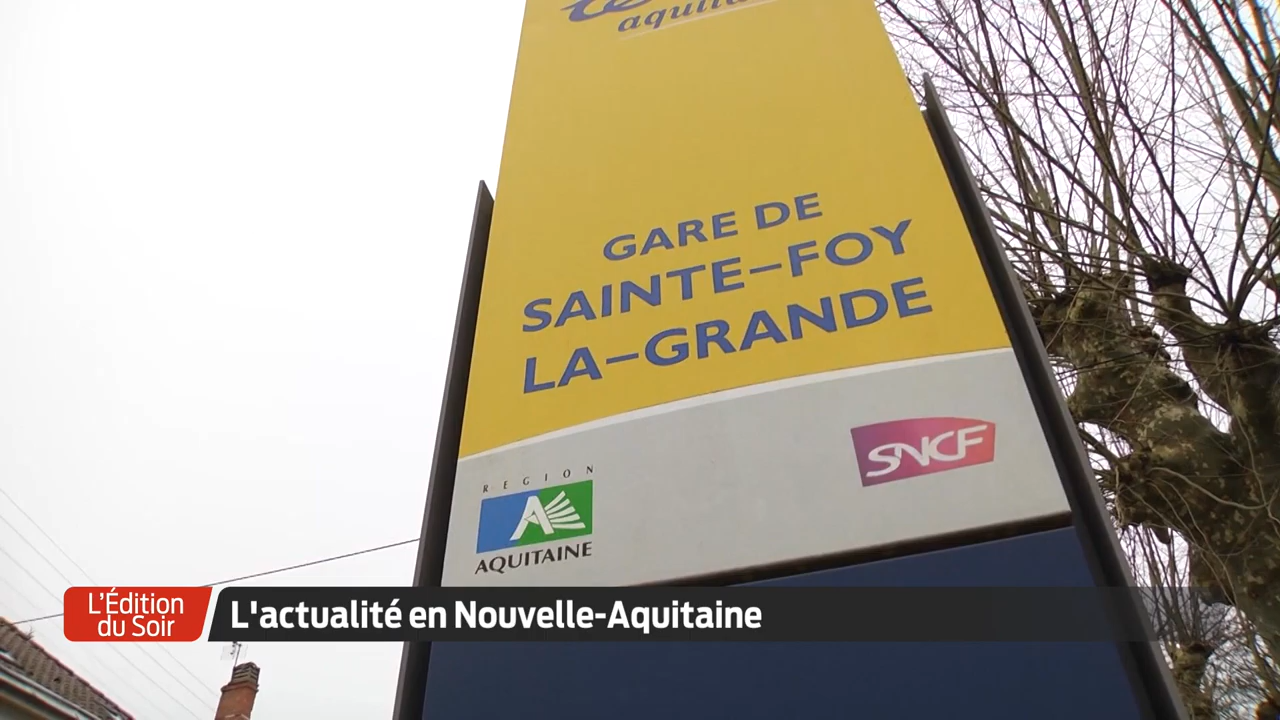 aquitaine
GARE DE
SAINTE–FOY
LA–GRANDE
SNCF
REGION
AQUITAINE
L'Édition
du Soir
L'actualité en Nouvelle-Aquitaine